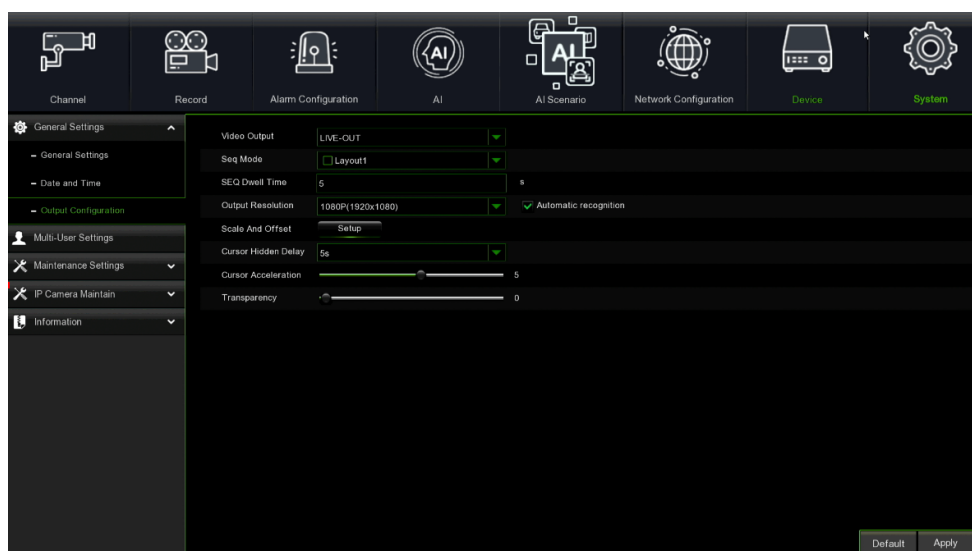 AI
AI
Channel
Record
Alarm Configuration
AI
AI Scenario
Network Configuration
Device
System
General Settings
General Settings
Date and Time
Output Configuration
Multi-User Settings
Maintenance Settings
IP Camera Maintain
Information
Video Output LIVE-OUT
Seq Mode Layout1
SEQ Dwell Time 5 s
Output Resolution 1080P(1920x1080) Automatic recognition
Scale And Offset Setup
Cursor Hidden Delay 5s
Cursor Acceleration 5
Transparency 0
Default
Apply